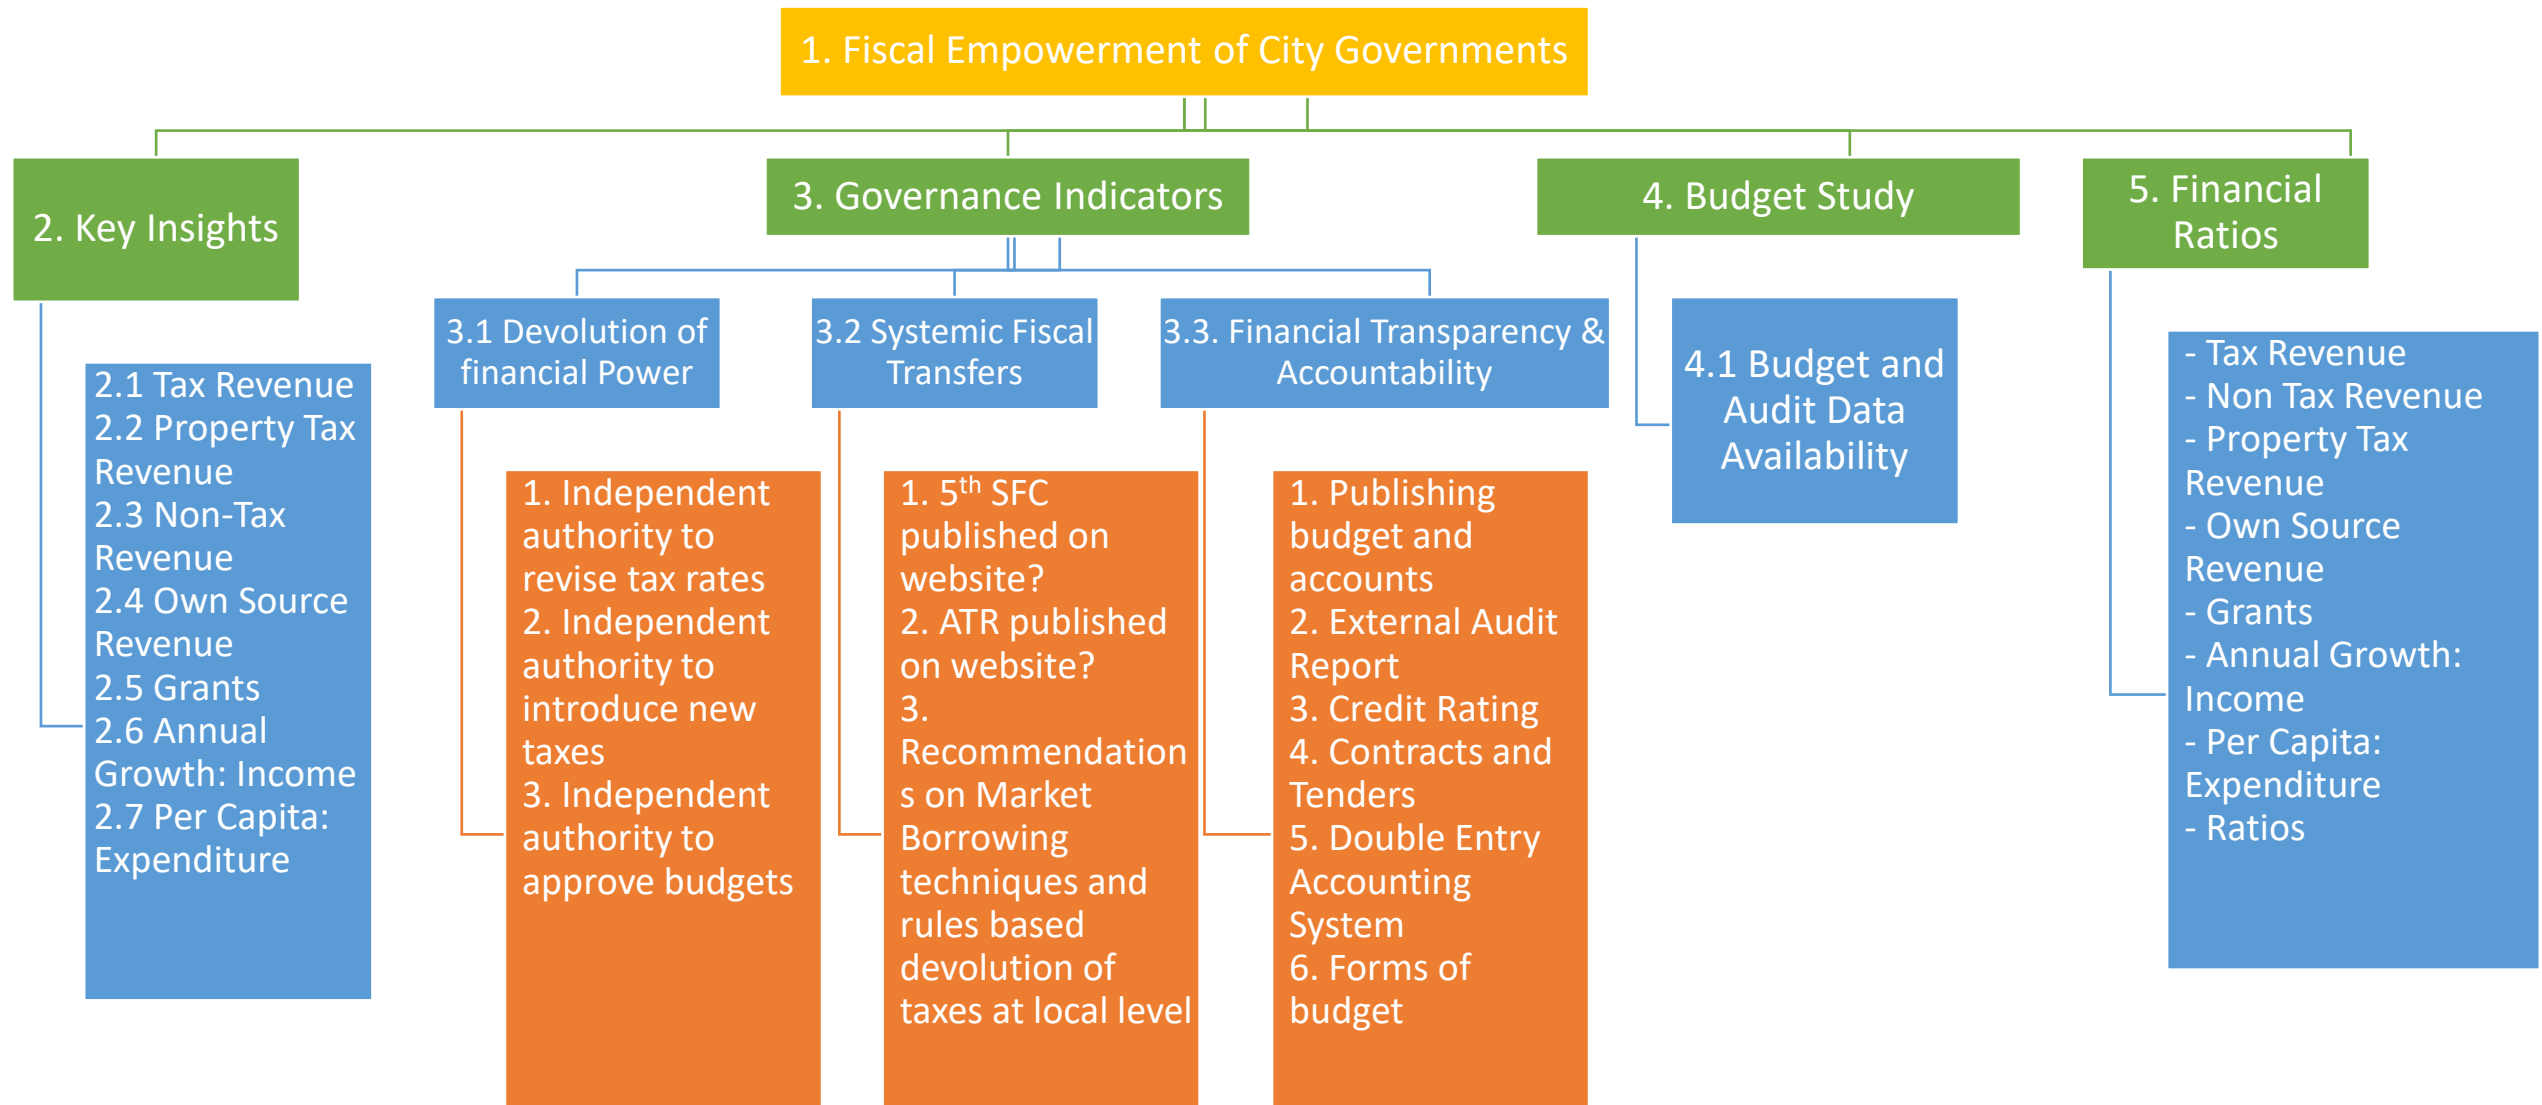 1. Fiscal Empowerment of City Governments
2. Key Insights
3. Governance Indicators
4. Budget Study
5. Financial
Ratios
2.1 Tax Revenue
2.2 Property Tax
Revenue
2.3 Non-Tax
Revenue
2.4 Own Source
Revenue
2.5 Grants
2.6 Annual
Growth: Income
2.7 Per Capita:
Expenditure
3.1 Devolution of
financial Power
1. Independent
authority to
revise tax rates
2. Independent
authority to
introduce new
taxes
3. Independent
authority to
approve budgets
3.2 Systemic Fiscal
Transfers
1. 5th SFC
published on
website?
2. ATR published
on website?
3.
Recommendation
s on Market
Borrowing
techniques and
rules based
devolution of
taxes at local level
3.3. Financial Transparency &
Accountability
1. Publishing
budget and
accounts
2. External Audit
Report
3. Credit Rating
4. Contracts and
Tenders
5. Double Entry
Accounting
System
6. Forms of
budget
4.1 Budget and
Audit Data
Availability
- Tax Revenue
- Non Tax Revenue
- Property Tax
Revenue
- Own Source
Revenue
- Grants
- Annual Growth:
Income
- Per Capita:
Expenditure
- Ratios